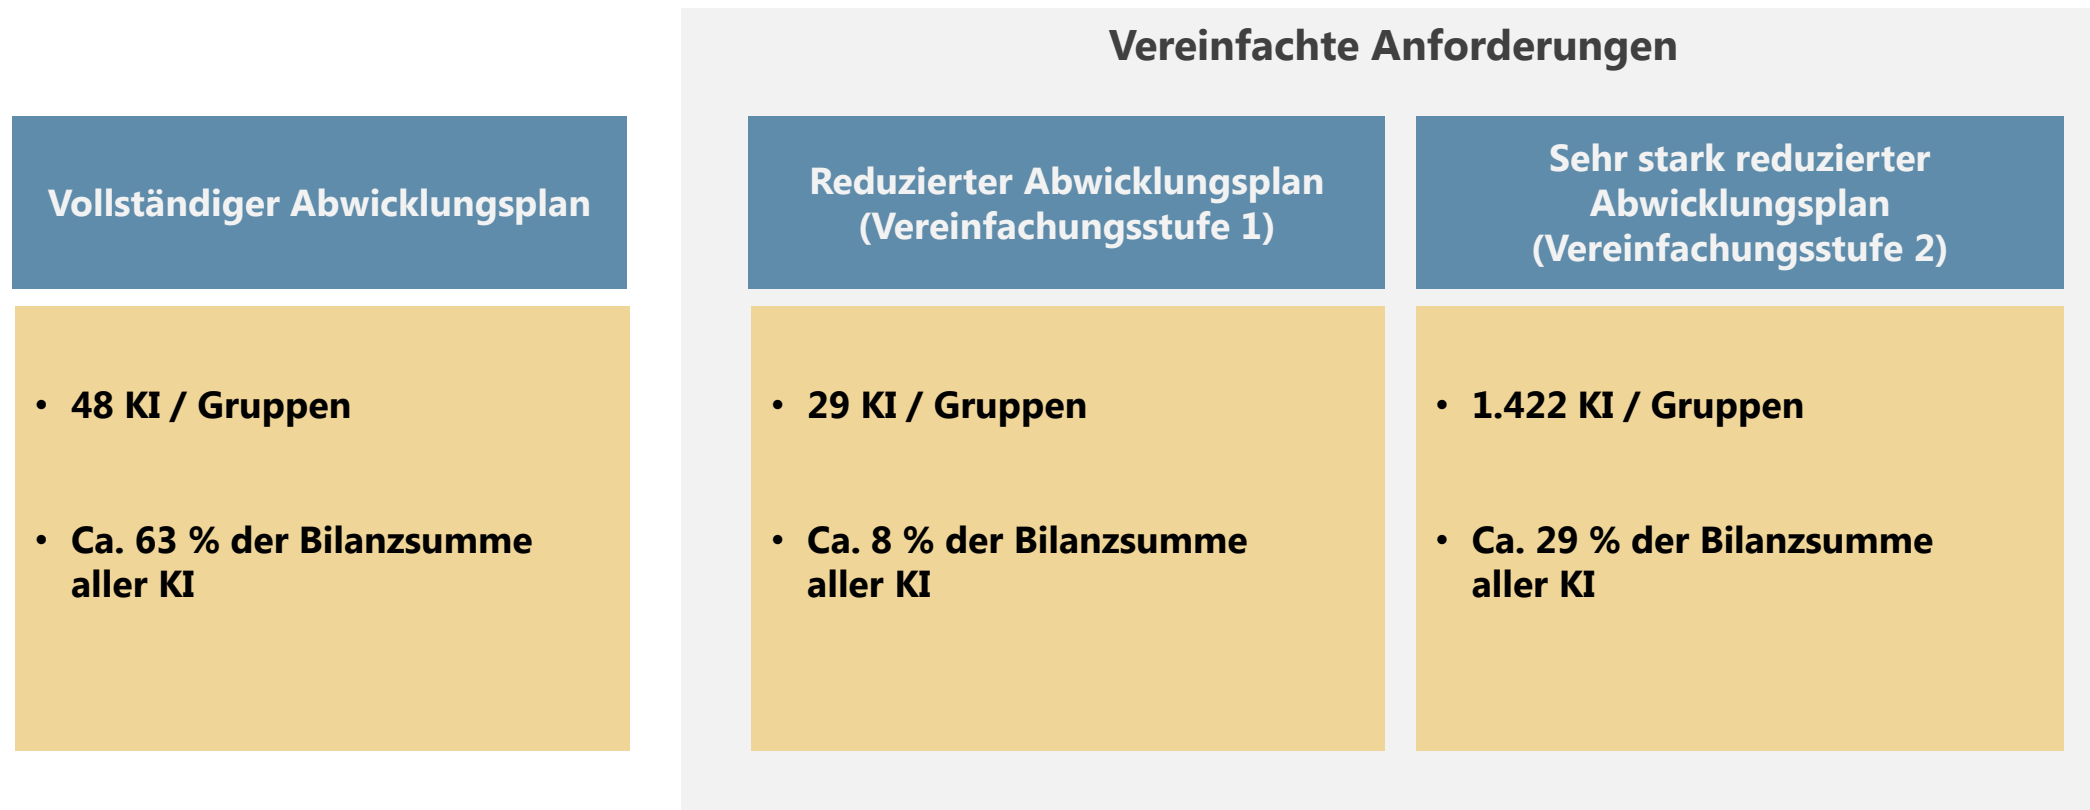 Vereinfachte Anforderungen
Vollständiger Abwicklungsplan
Reduzierter Abwicklungsplan
(Vereinfachungsstufe 1)
Sehr stark reduzierter
Abwicklungsplan
(Vereinfachungsstufe 2)
• 48 KI / Gruppen
• Ca. 63 % der Bilanzsumme
aller KI
• 29 KI / Gruppen
• Ca. 8 % der Bilanzsumme
aller KI
• 1.422 KI / Gruppen
• Ca. 29 % der Bilanzsumme
aller KI